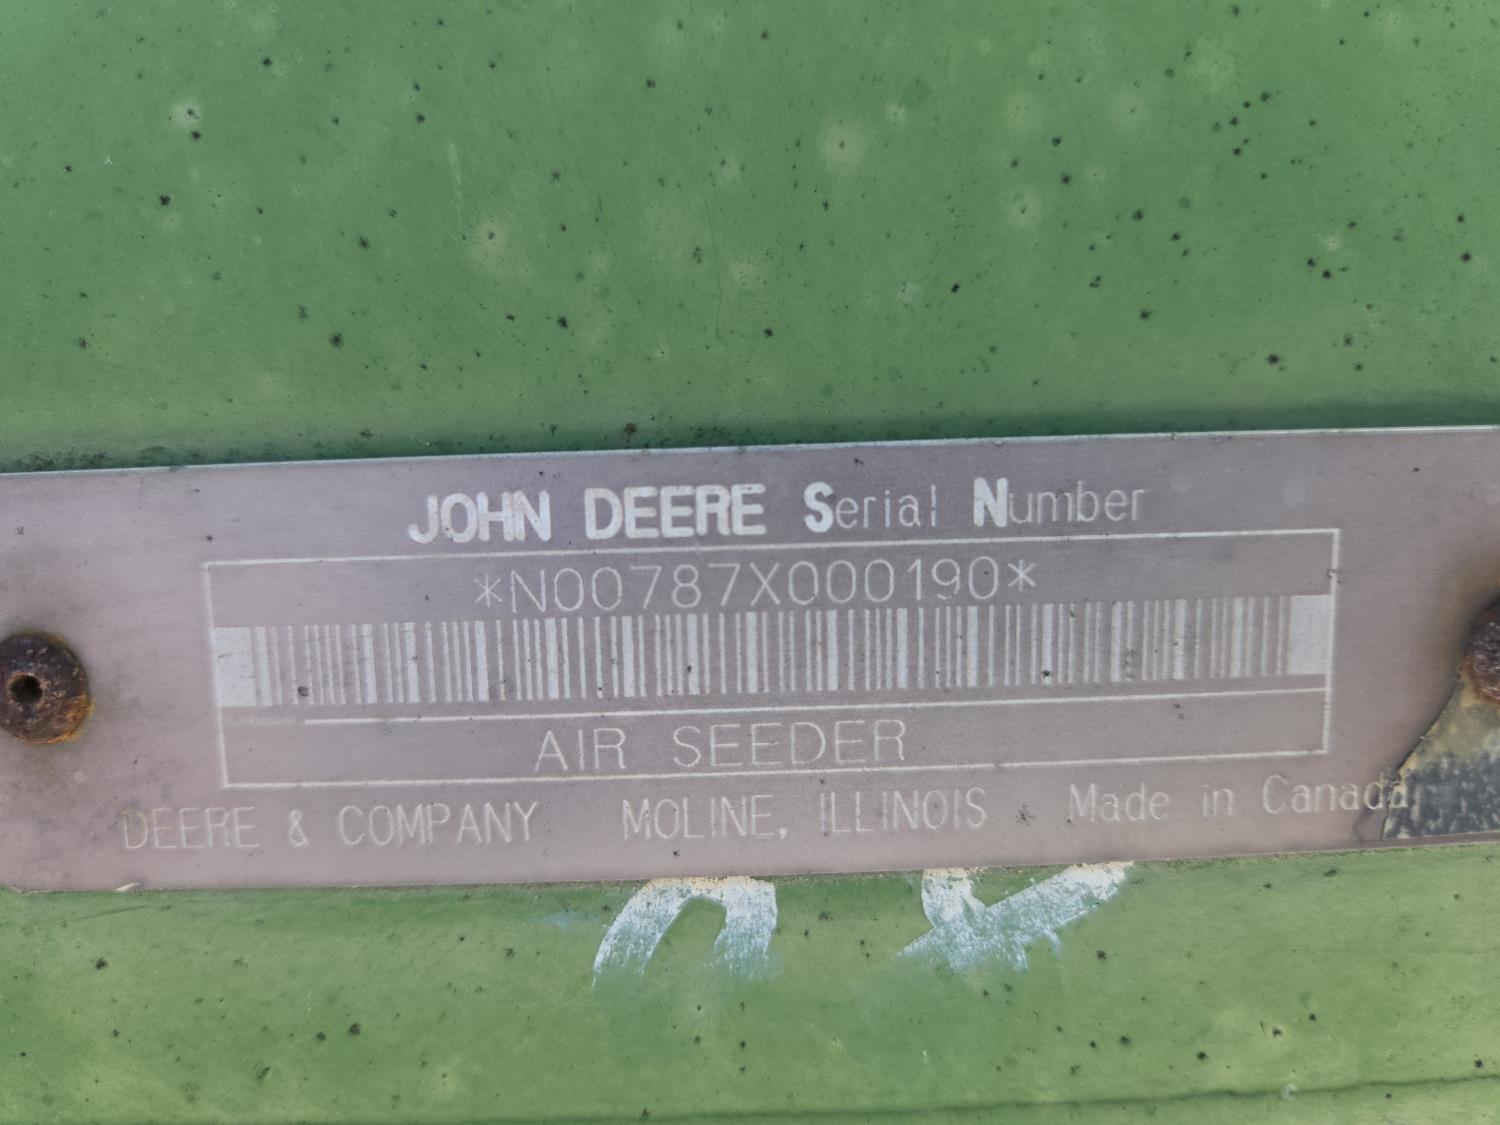 JOHN DEERE Serial Number
*N00787X000190*
AIR SEEDER
DEERE & COMPANY MOLINE, ILLINOIS Made in Canada